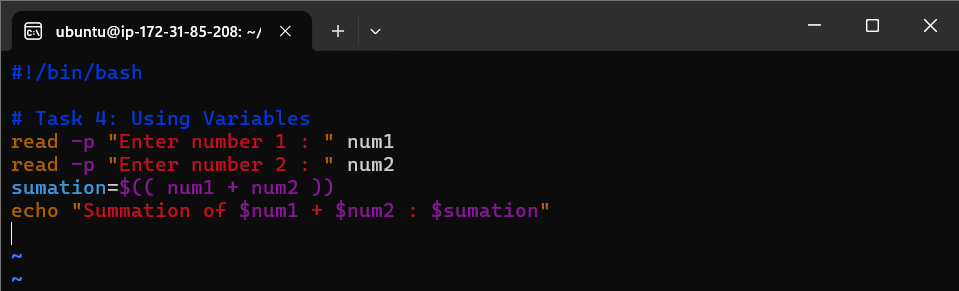 ubuntu@ip-172-31-85-208: ~/
#!/bin/bash
# Task 4: Using Variables
read -p "Enter number 1 : " num1
read -p "Enter number 2 : " num2
sumation=$(( num1 + num2 ))
echo "Summation of $num1 + $num2 : $sumation"
~
~